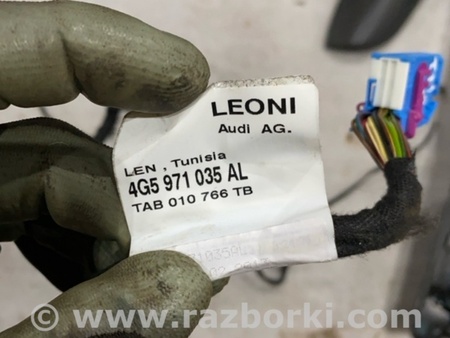 LEONI
Audi AG.
LEN , Tunisia
4G5 971 035 AL
TAB 010 766 TB
© www.razborki.com